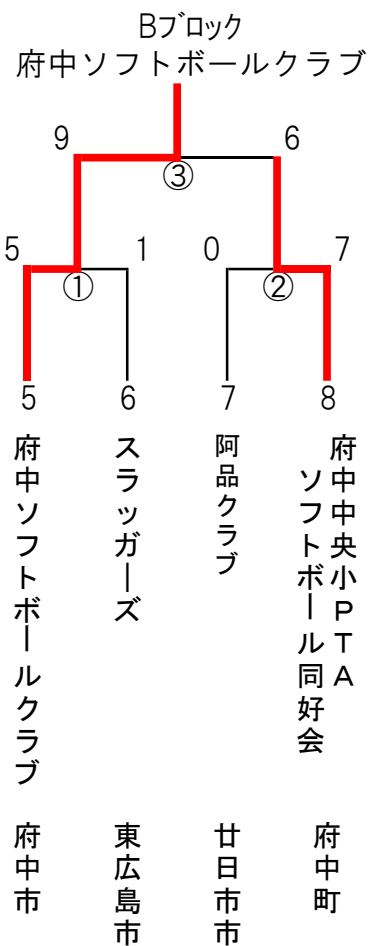 Bブロック
府中ソフトボールクラブ
9
6
③
5
1
0
7
①
②
5
6
7
8
府中ソフトボールクラブ
スラッガーズ
阿品クラブ
府中中央小PTA
ソフトボール同好会
府中市
東広島市
廿日市市
府中町